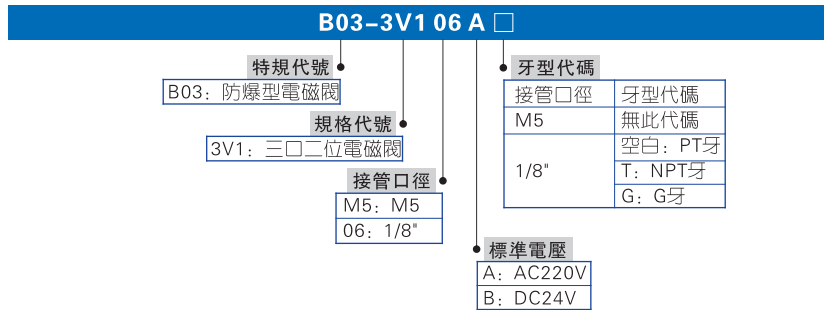 B03-3V1 06 A □
特規代號
B03: 防爆型電磁閥
規格代號
3V1: 三口二位電磁閥
接管口徑
M5: M5
06: 1/8"
牙型代碼
接管口徑 牙型代碼
M5 無此代碼
1/8" 空白: PT牙
T: NPT牙
G: G牙
標準電壓
A: AC220V
B: DC24V